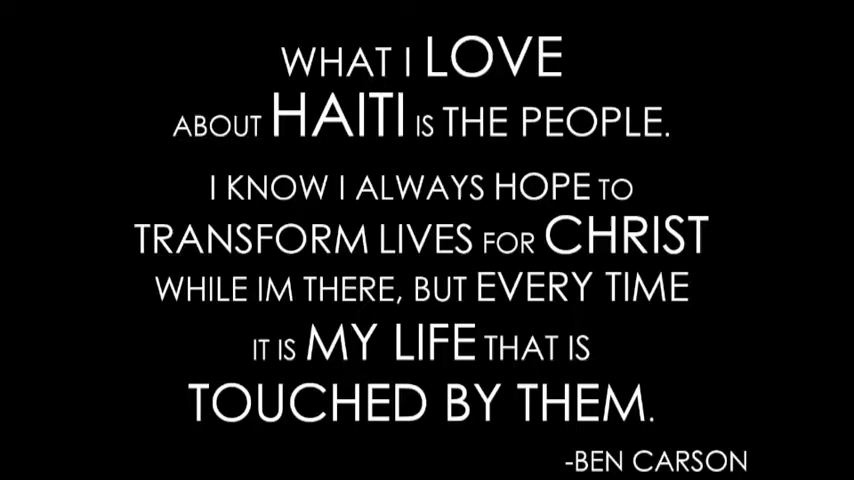 WHAT I LOVE
ABOUT HAITI IS THE PEOPLE.
I KNOW I ALWAYS HOPE TO
TRANSFORM LIVES FOR CHRIST
WHILE IM THERE, BUT EVERY TIME
IT IS MY LIFE THAT IS
TOUCHED BY THEM.
-BEN CARSON